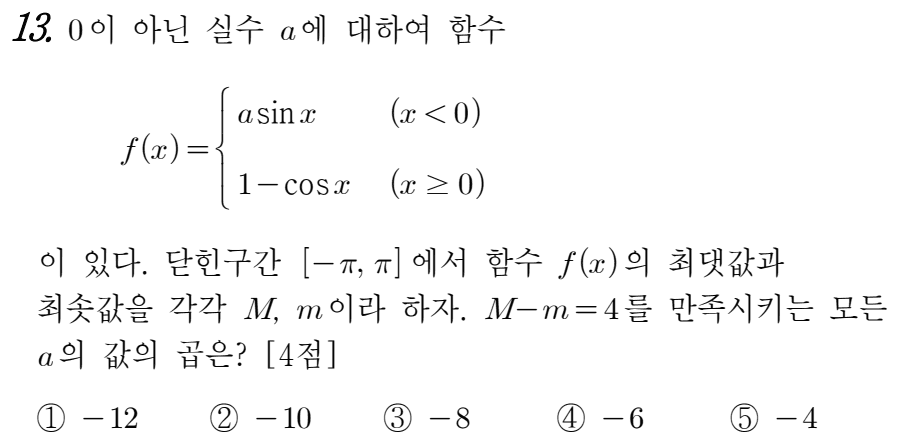 13. 0이 아닌 실수 a에 대하여 함수
f(x)={ a sin x (x<0)
1-cos x (x≥0)
이 있다. 닫힌구간 [-π, π]에서 함수 f(x)의 최댓값과
최솟값을 각각 M, m이라 하자. M-m=4를 만족시키는 모든
a의 값의 곱은? [4점]
① -12 ② -10 ③ -8 ④ -6 ⑤ -4